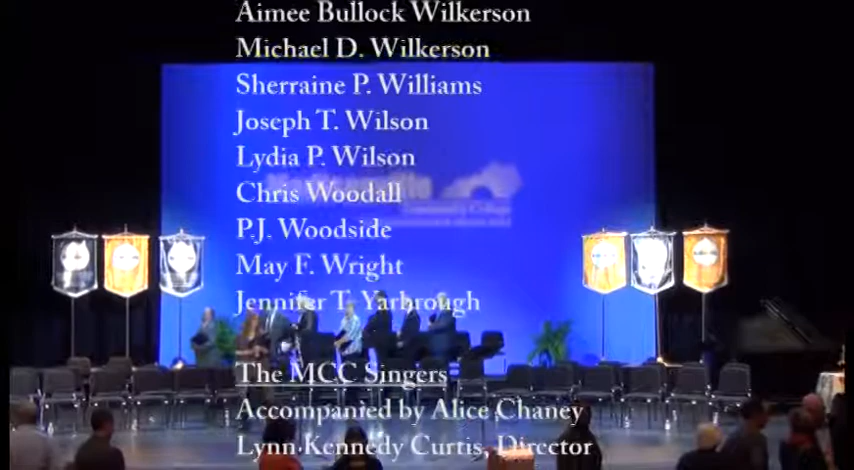 Aimee Bullock Wilkerson
Michael D. Wilkerson
Sherraine P. Williams
Joseph T. Wilson
Lydia P. Wilson
Chris Woodall
P.J. Woodside
May F. Wright
Jennifer T. Yarbrough
The MCC Singers
Accompanied by Alice Chaney
Lynn Kennedy Curtis, Director